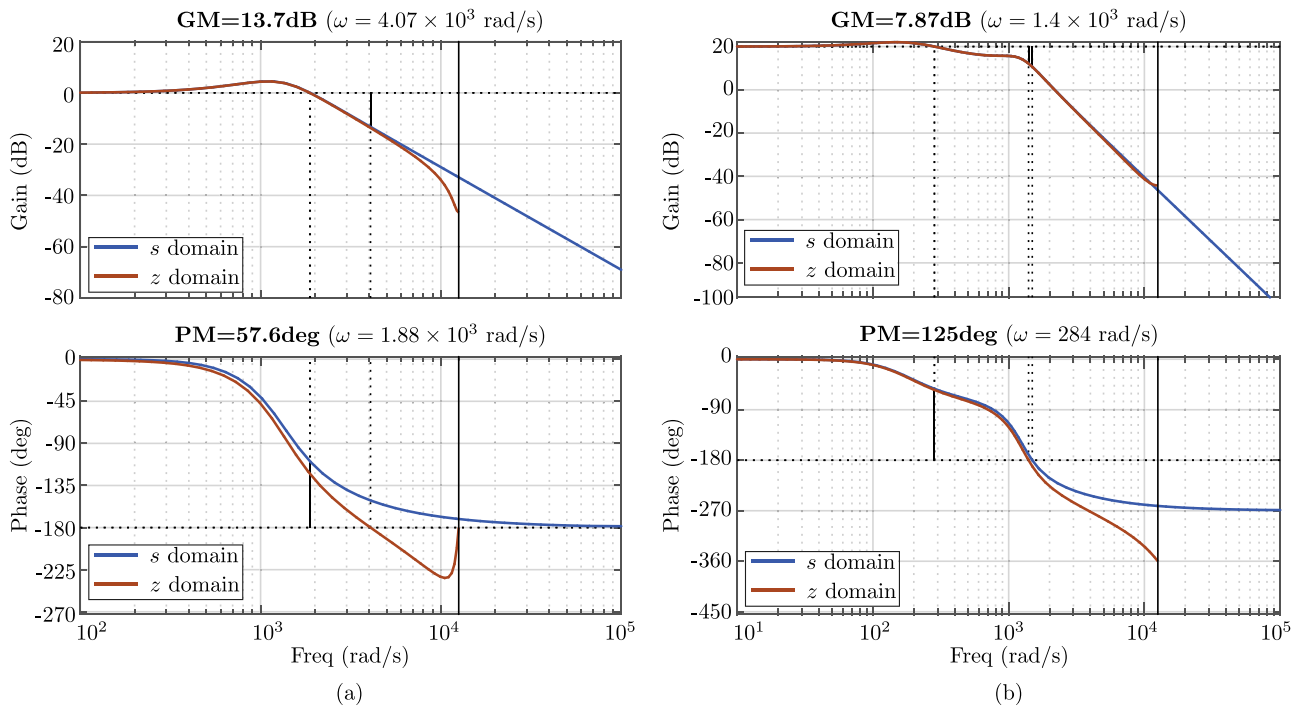 GM=13.7dB (ω = 4.07 × 10³ rad/s)
20
0
-20
-40
-60
-80
Gain (dB)
s domain
z domain
PM=57.6deg (ω = 1.88 × 10³ rad/s)
0
-45
-90
-135
-180
-225
-270
Phase (deg)
s domain
z domain
10²
10³
10⁴
10⁵
Freq (rad/s)
(a)
GM=7.87dB (ω = 1.4 × 10³ rad/s)
20
0
-20
-40
-60
-80
-100
Gain (dB)
s domain
z domain
PM=125deg (ω = 284 rad/s)
0
-90
-180
-270
-360
-450
Phase (deg)
s domain
z domain
10¹
10²
10³
10⁴
10⁵
Freq (rad/s)
(b)